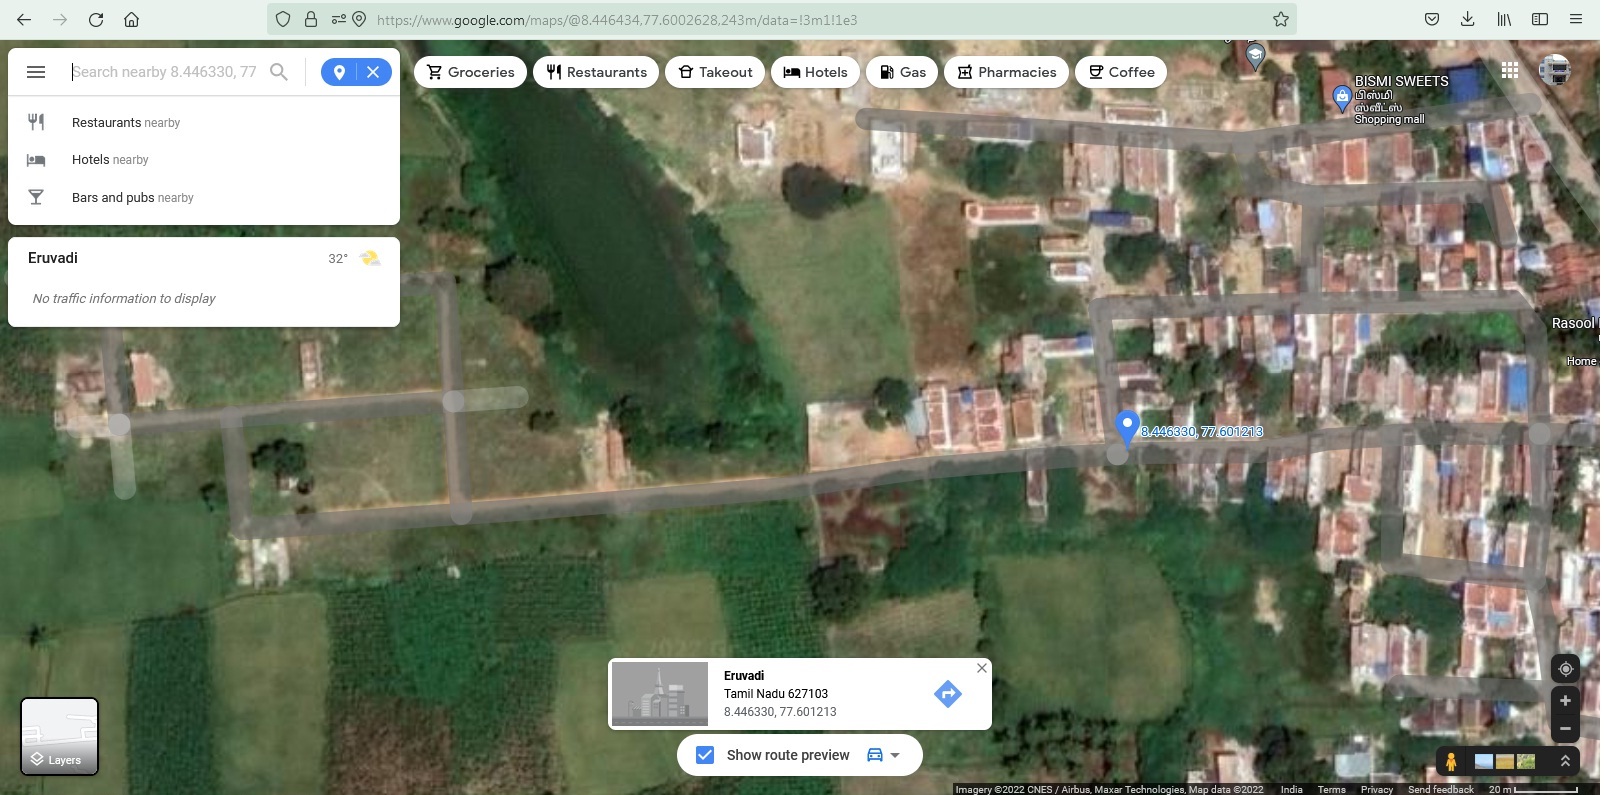 https://www.google.com/maps/@8.446434,77.6002628,243m/data=!3m1!1e3
Search nearby 8.446330, 77
Groceries
Restaurants
Takeout
Hotels
Gas
Pharmacies
Coffee
Restaurants nearby
Hotels nearby
Bars and pubs nearby
Eruvadi
32°
No traffic information to display
BISMI SWEETS
பிஸ்மி
ஸ்வீட்ஸ்
Shopping mall
Rasool
Home
8.446330, 77.601213
Eruvadi
Tamil Nadu 627103
8.446330, 77.601213
Show route preview
Layers
Imagery ©2022 CNES / Airbus, Maxar Technologies, Map data ©2022 India Terms Privacy Send feedback 20 m